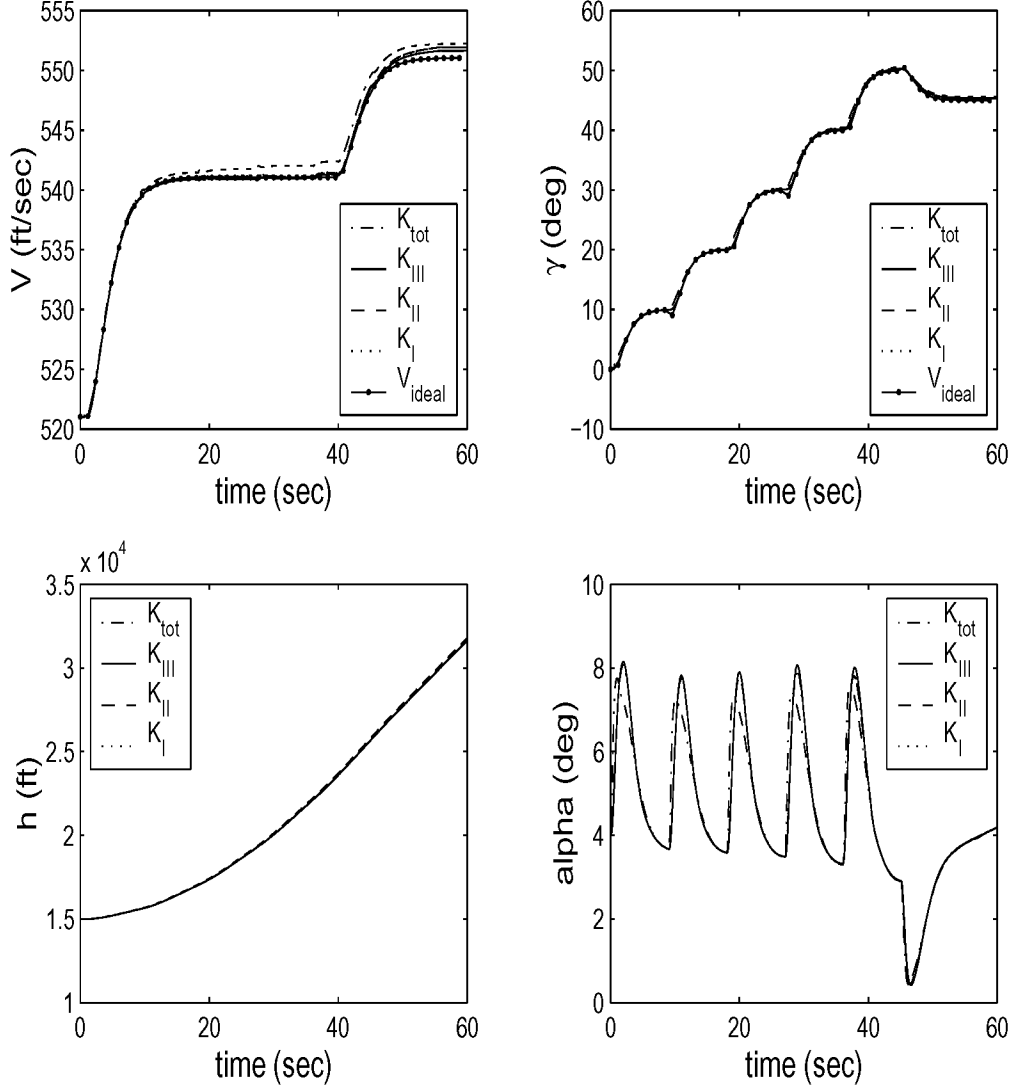 555
550
545
540
535
530
525
520
V (ft/sec)
0 20 40 60
time (sec)
K_tot
K_III
K_II
K_I
V_ideal
60
50
40
30
20
10
0
−10
γ (deg)
0 20 40 60
time (sec)
K_tot
K_III
K_II
K_I
V_ideal
x 10^4
3.5
3
2.5
2
1.5
1
h (ft)
0 20 40 60
time (sec)
K_tot
K_III
K_II
K_I
10
8
6
4
2
0
alpha (deg)
0 20 40 60
time (sec)
K_tot
K_III
K_II
K_I